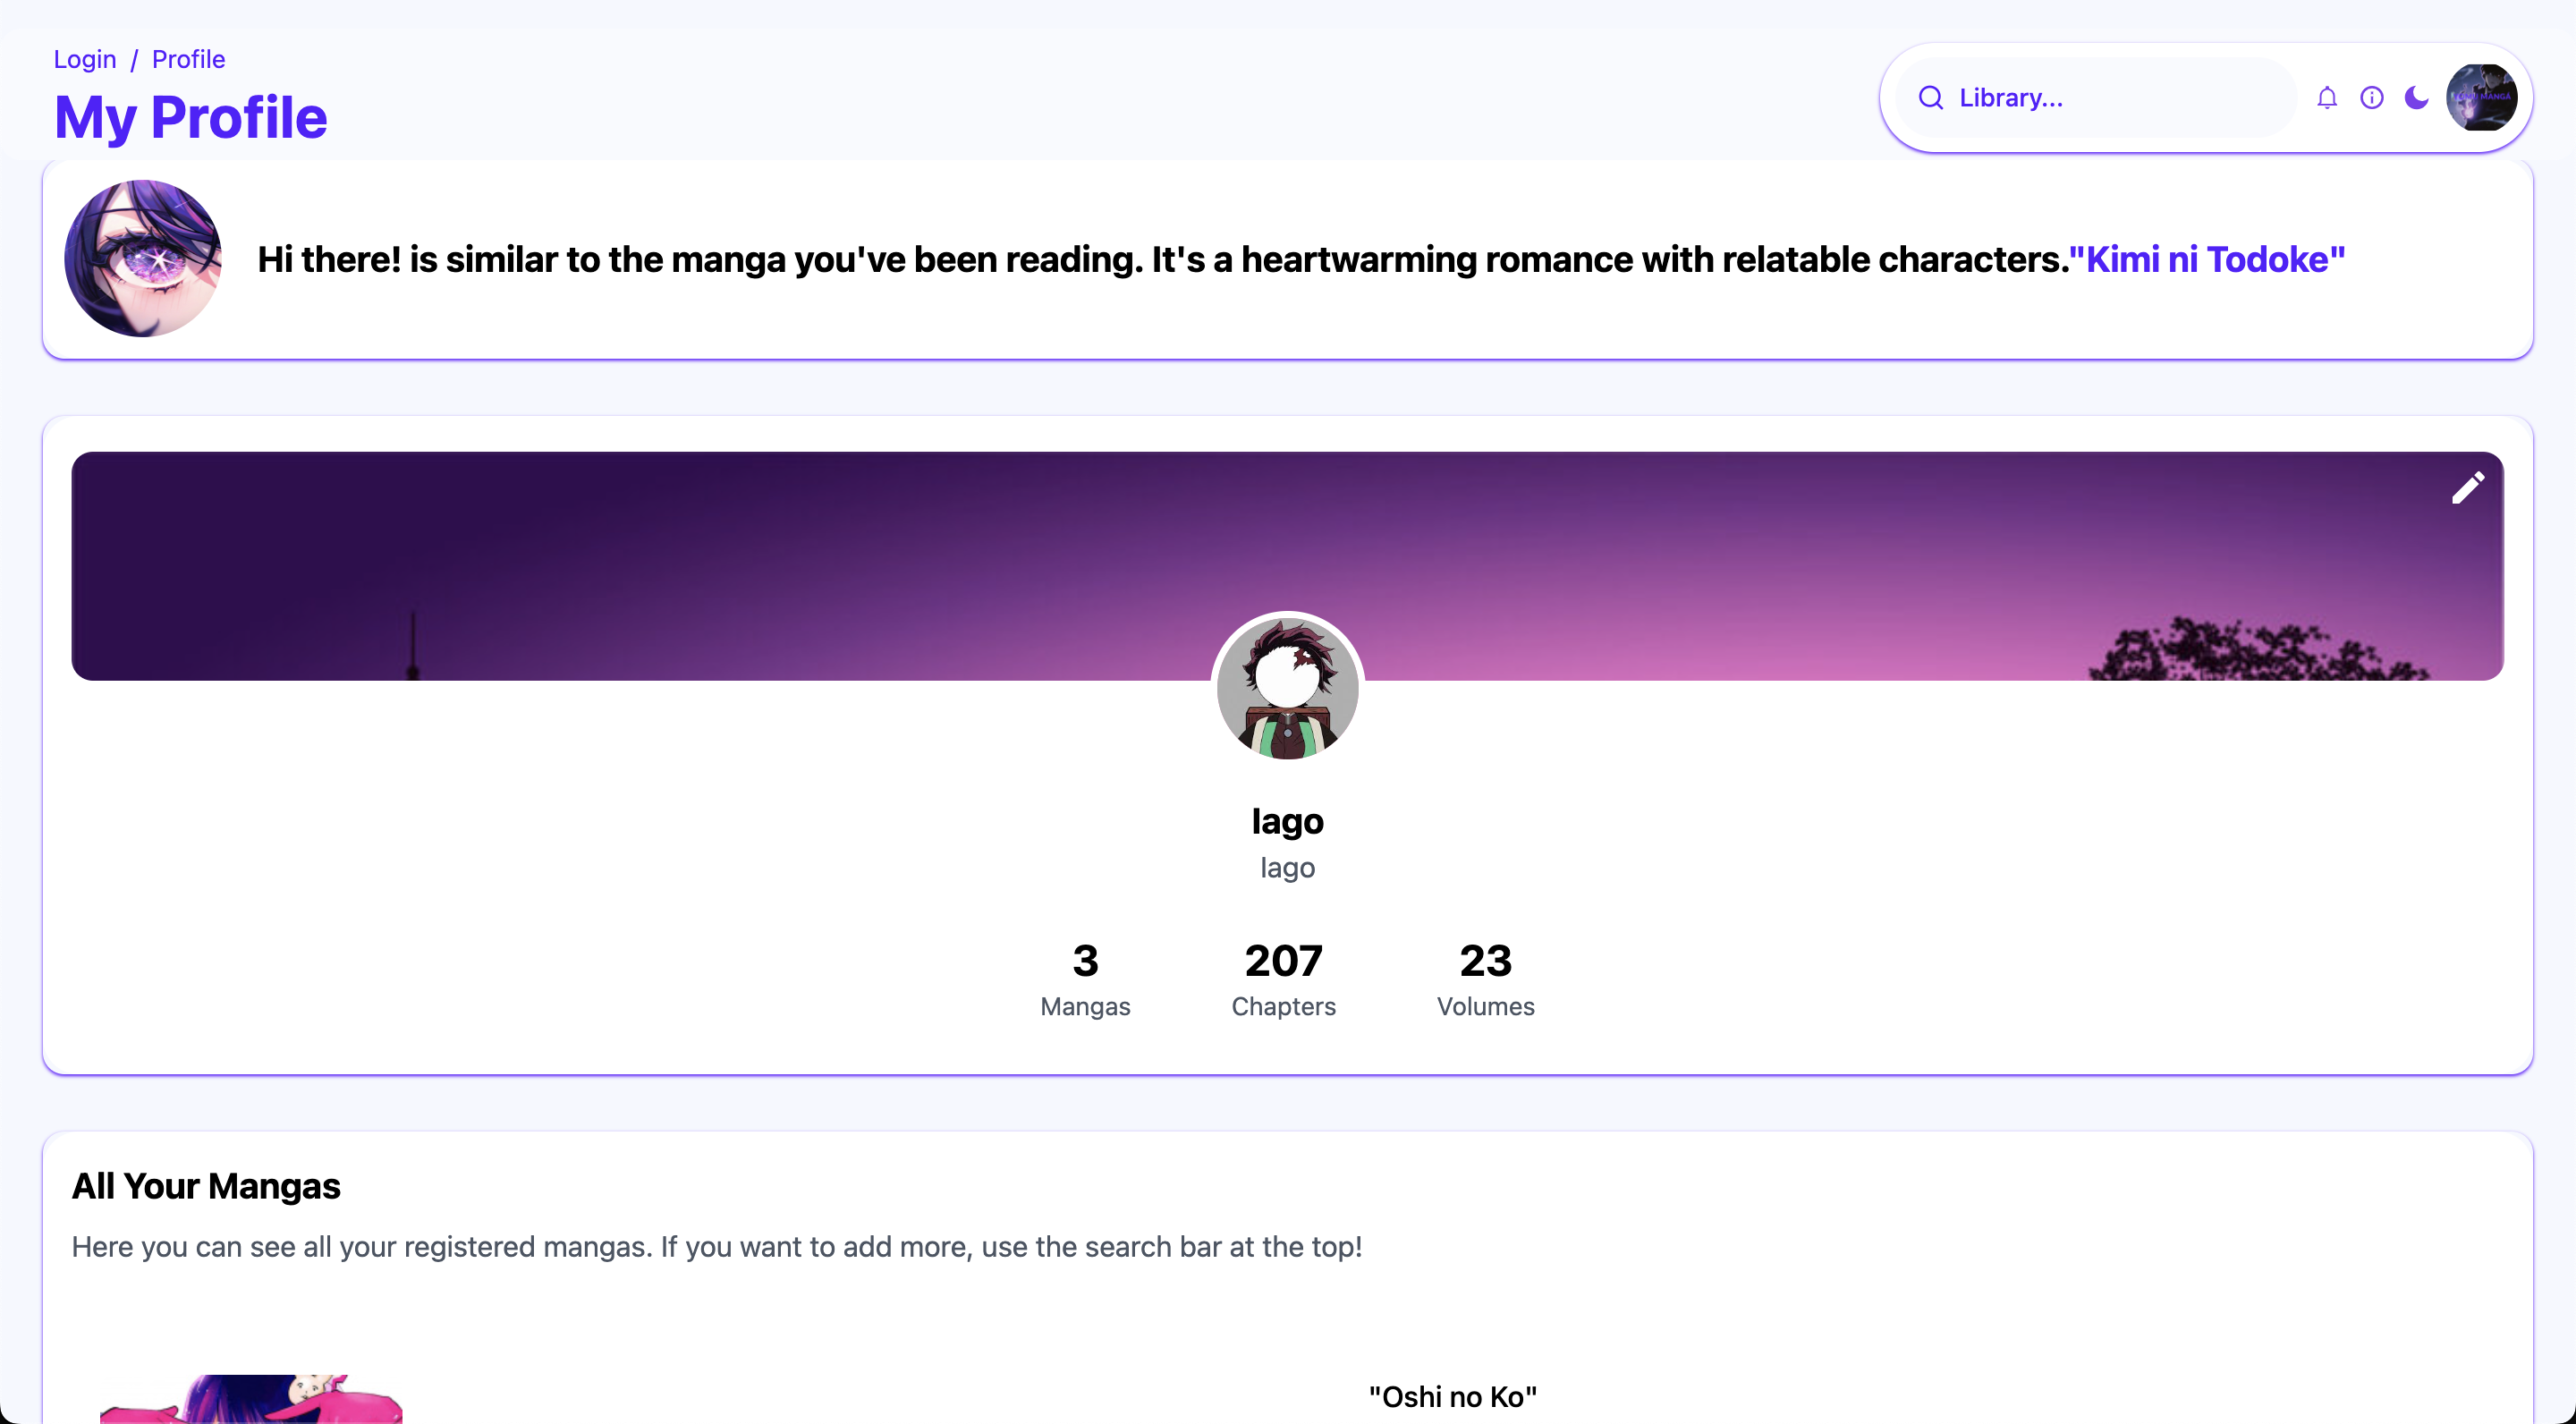 Login / Profile
My Profile
Library...
Hi there! is similar to the manga you've been reading. It's a heartwarming romance with relatable characters."Kimi ni Todoke"
Iago
Iago
3 207 23
Mangas Chapters Volumes
All Your Mangas
Here you can see all your registered mangas. If you want to add more, use the search bar at the top!
"Oshi no Ko"